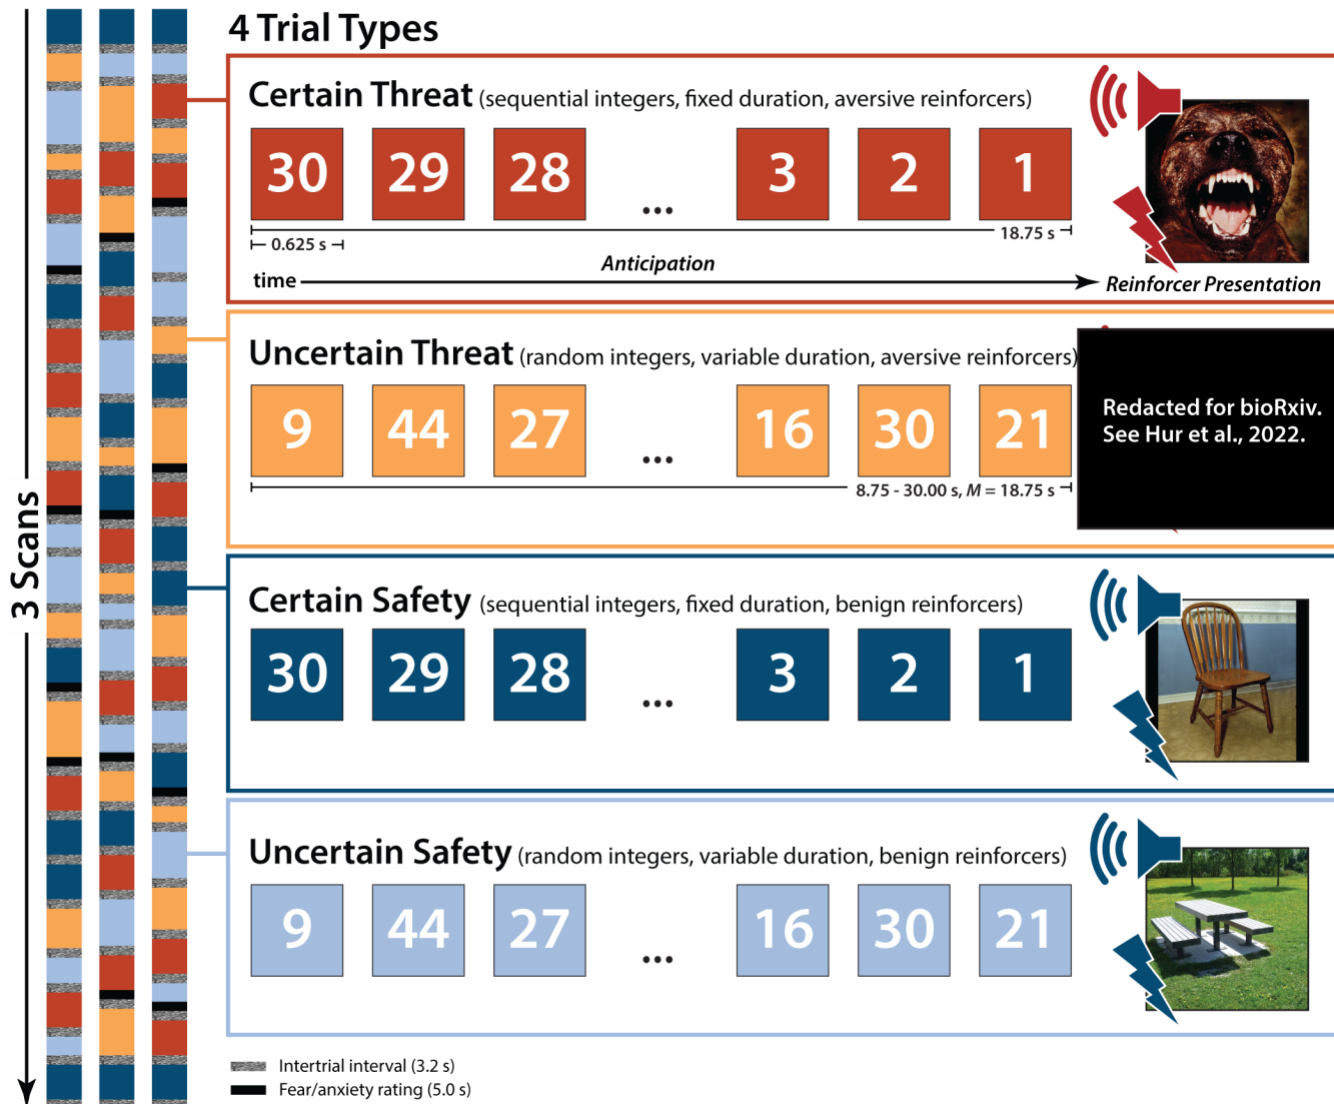 4 Trial Types
Certain Threat (sequential integers, fixed duration, aversive reinforcers)
30 29 28 ... 3 2 1
0.625 s
18.75 s
Anticipation
time
Reinforcer Presentation
Uncertain Threat (random integers, variable duration, aversive reinforcers)
9 44 27 ... 16 30 21
8.75 - 30.00 s, M = 18.75 s
Redacted for bioRxiv.
See Hur et al., 2022.
Certain Safety (sequential integers, fixed duration, benign reinforcers)
30 29 28 ... 3 2 1
Uncertain Safety (random integers, variable duration, benign reinforcers)
9 44 27 ... 16 30 21
3 Scans
Intertrial interval (3.2 s)
Fear/anxiety rating (5.0 s)